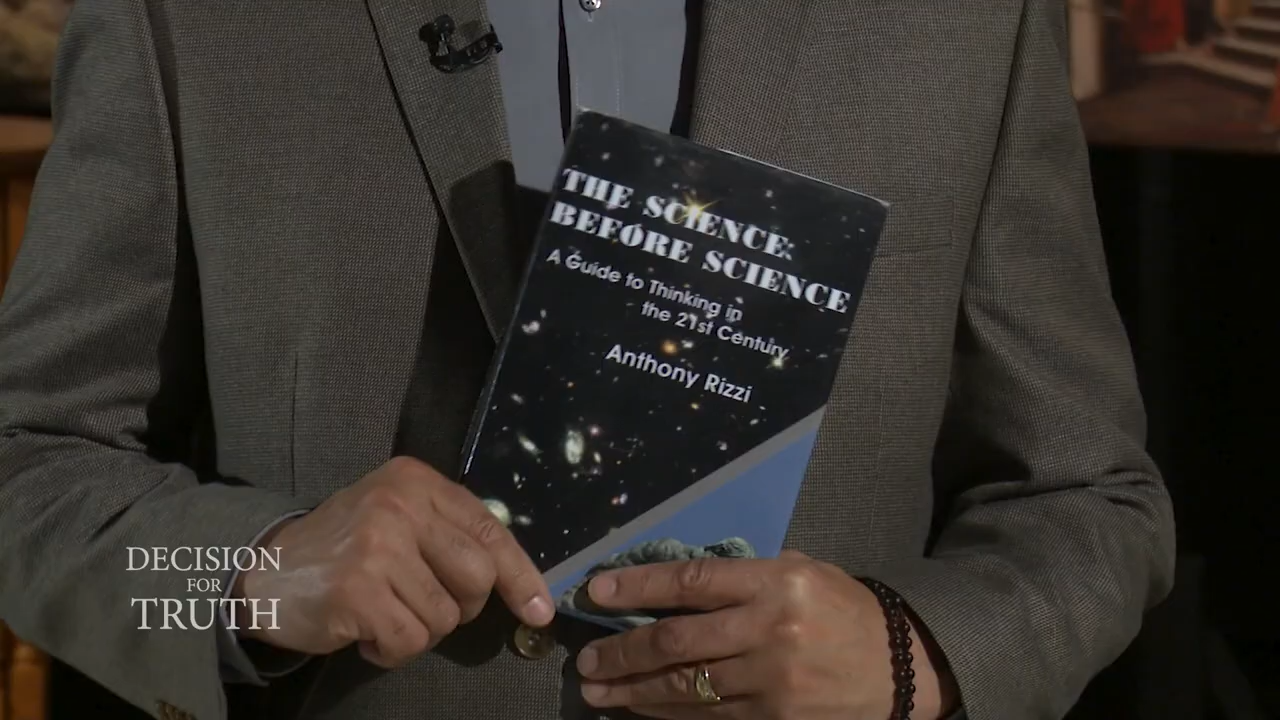 THE SCIENCE
BEFORE SCIENCE
A Guide to Thinking in
the 21st Century
Anthony Rizzi
DECISION
FOR
TRUTH